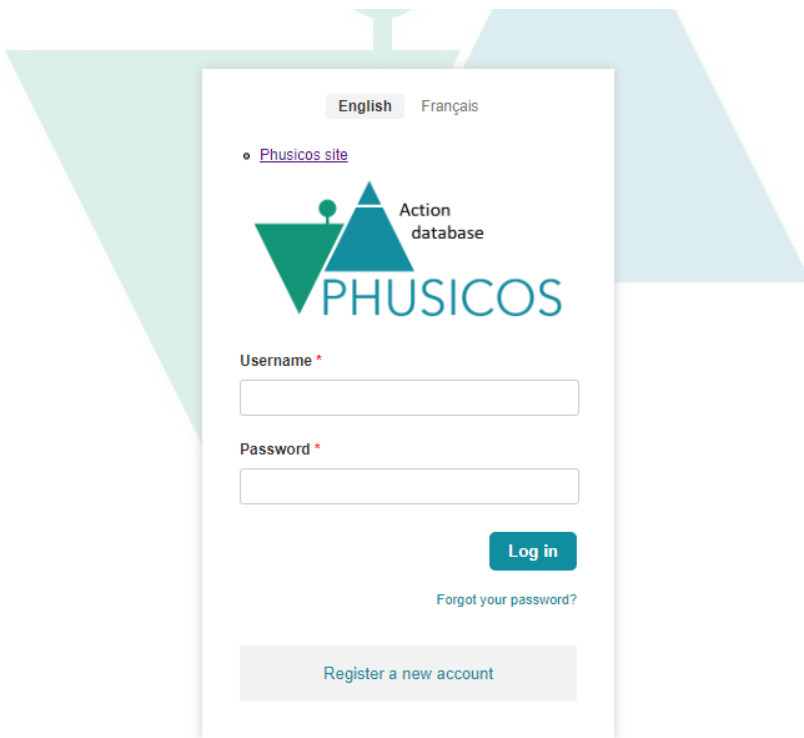 English Français
Phusicos site
Action
database
PHUSICOS
Username *
Password *
Log in
Forgot your password?
Register a new account